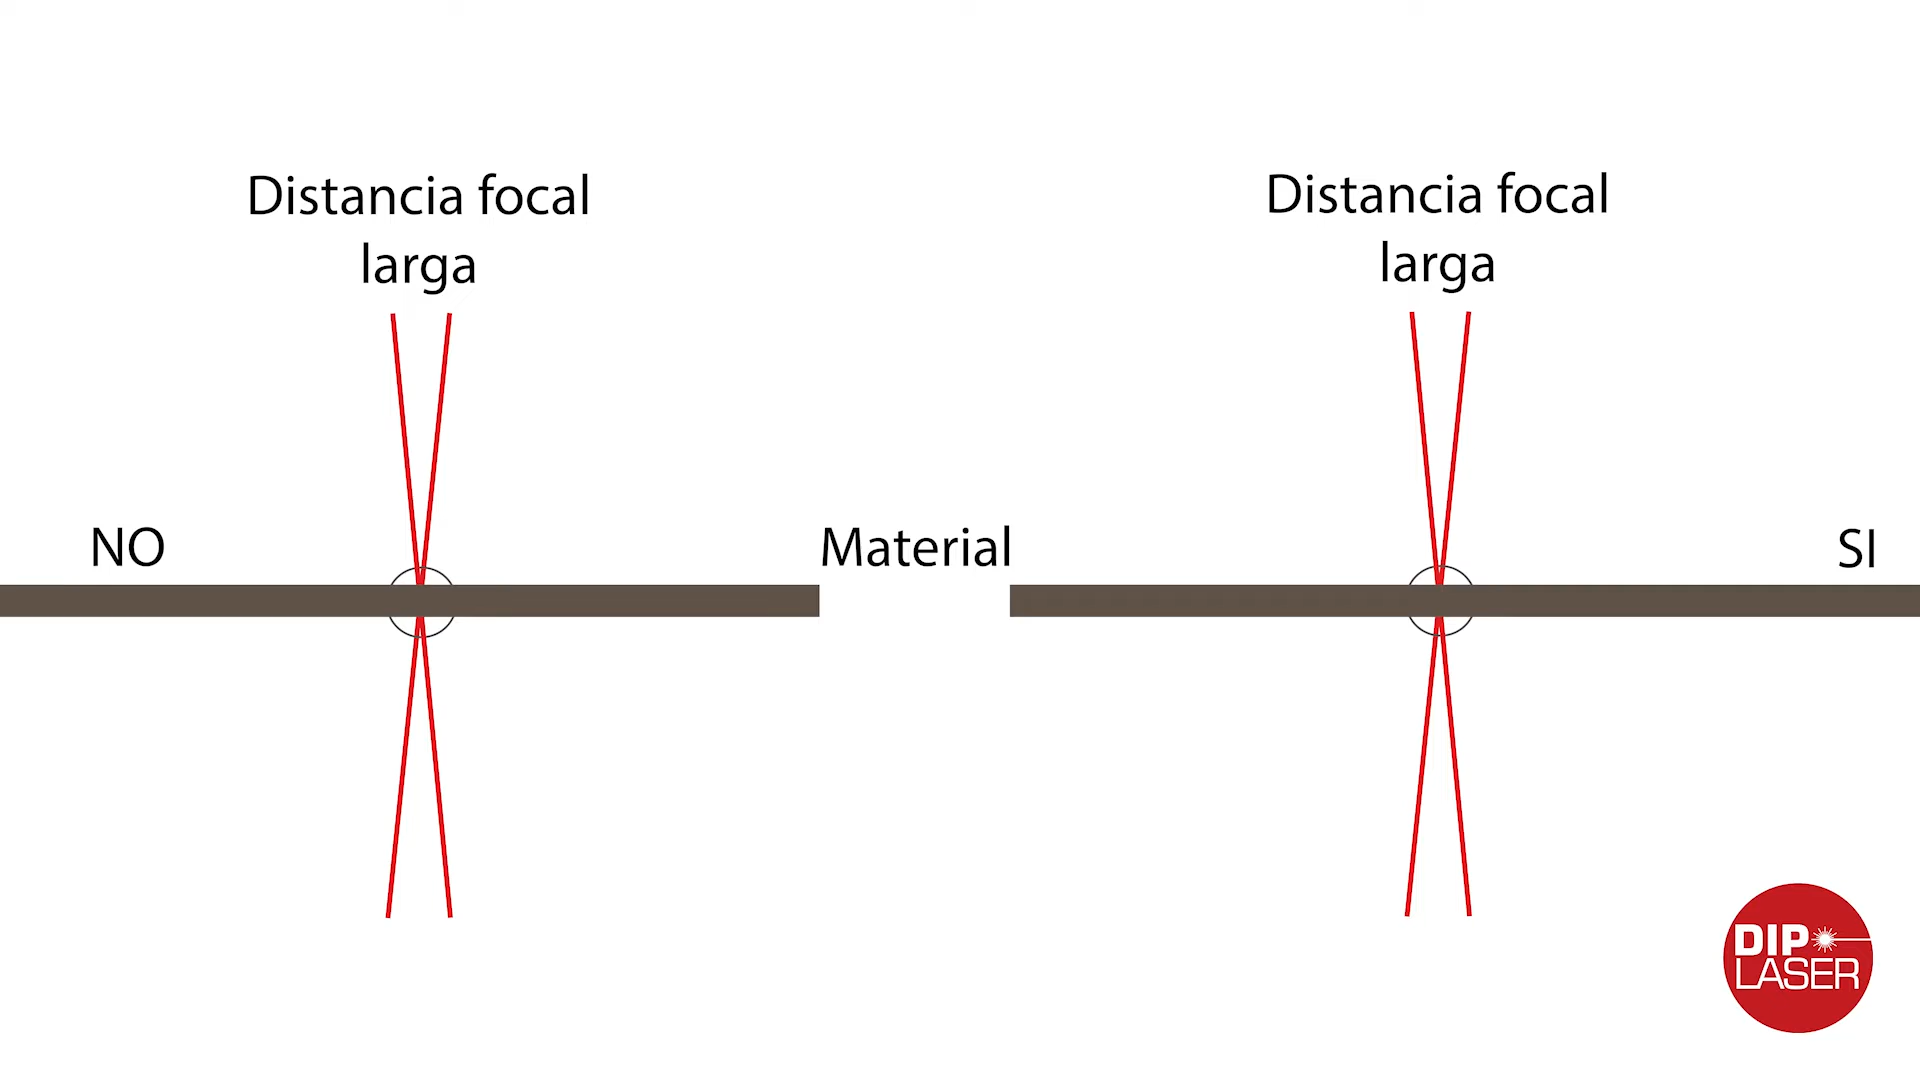 Distancia focal
larga
Distancia focal
larga
NO
Material
SI
DIP
LASER